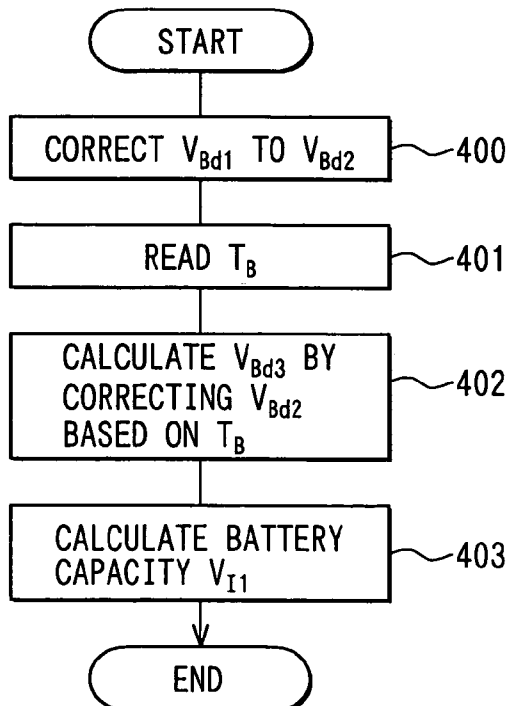 START
CORRECT V_Bd1 TO V_Bd2
400
READ T_B
401
CALCULATE V_Bd3 BY
CORRECTING V_Bd2
BASED ON T_B
402
CALCULATE BATTERY
CAPACITY V_I1
403
END